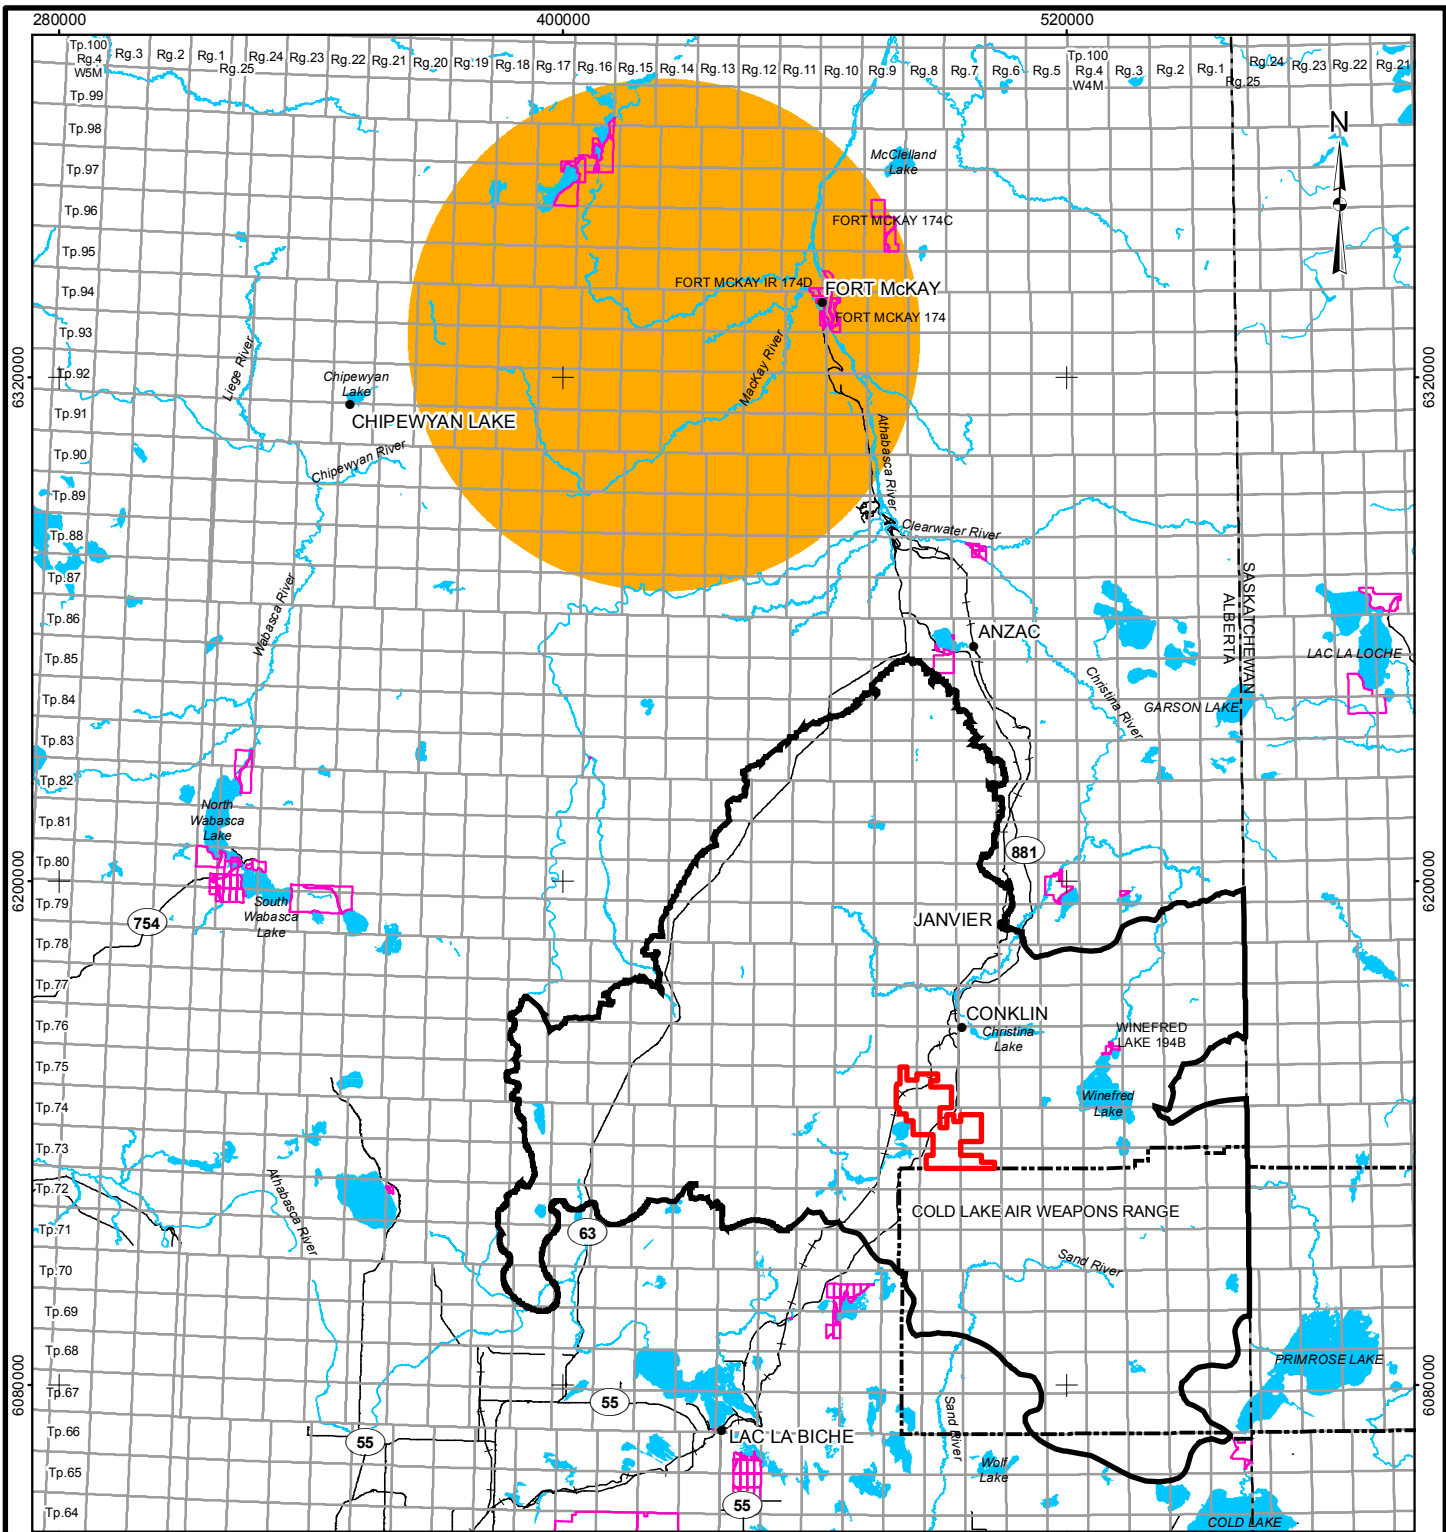 280000
400000
520000
Tp.100
Rg.4
W5M
Rg.3
Rg.2
Rg.1
Rg.25
Rg.24
Rg.23
Rg.22
Rg.21
Rg.20
Rg.19
Rg.18
Rg.17
Rg.16
Rg.15
Rg.14
Rg.13
Rg.12
Rg.11
Rg.10
Rg.9
Rg.8
Rg.7
Rg.6
Rg.5
Tp.100
Rg.4
W4M
Rg.3
Rg.2
Rg.1
Rg.25
Rg.24
Rg.23
Rg.22
Rg.21
Tp.99
Tp.98
Tp.97
Tp.96
Tp.95
Tp.94
Tp.93
Tp.92
Tp.91
Tp.90
Tp.89
Tp.88
Tp.87
Tp.86
Tp.85
Tp.84
Tp.83
Tp.82
Tp.81
Tp.80
Tp.79
Tp.78
Tp.77
Tp.76
Tp.75
Tp.74
Tp.73
Tp.72
Tp.71
Tp.70
Tp.69
Tp.68
Tp.67
Tp.66
Tp.65
Tp.64
6320000
6200000
6080000
6320000
6200000
6080000
N
McClelland
Lake
FORT MCKAY 174C
FORT MCKAY IR 174D
FORT McKAY
FORT MCKAY 174
MacKay River
Liege River
Chipewyan
Lake
CHIPEWYAN LAKE
Chipewyan River
Athabasca River
Clearwater River
Wabasca River
SASKATCHEWAN
ALBERTA
ANZAC
LAC LA LOCHE
Christina River
GARSON LAKE
North
Wabasca
Lake
South
Wabasca
Lake
754
881
JANVIER
CONKLIN
Christina
Lake
WINEFRED
LAKE 194B
Winefred
Lake
Athabasca River
COLD LAKE AIR WEAPONS RANGE
63
Sand River
PRIMROSE LAKE
55
55
LAC LA BICHE
Sand River
Wolf
Lake
55
COLD LAKE